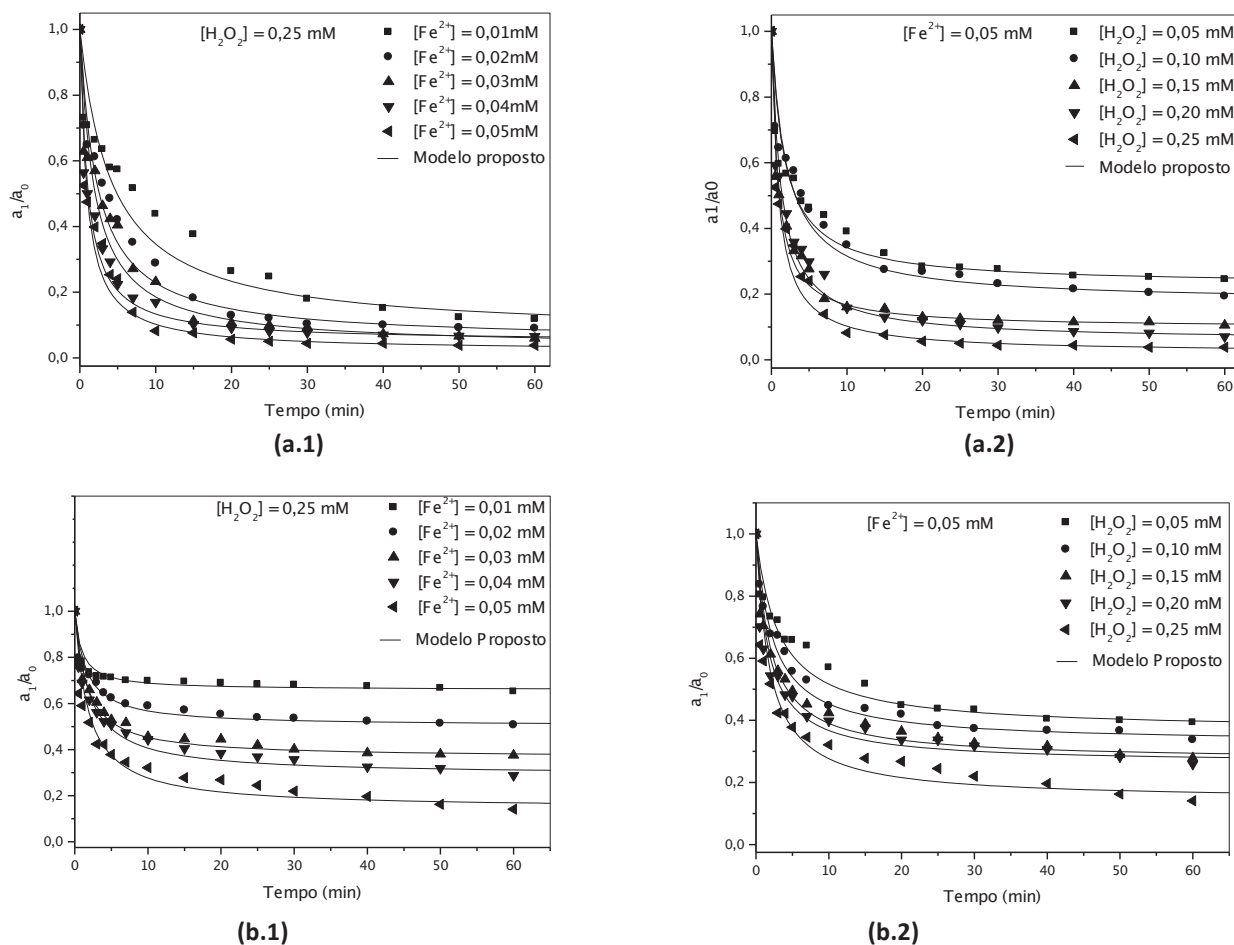 [H₂O₂] = 0,25 mM
[Fe²⁺] = 0,01mM
[Fe²⁺] = 0,02mM
[Fe²⁺] = 0,03mM
[Fe²⁺] = 0,04mM
[Fe²⁺] = 0,05mM
Modelo proposto
1,0
0,8
0,6
0,4
0,2
0,0
a₁/a₀
0 10 20 30 40 50 60
Tempo (min)
(a.1)
[Fe²⁺] = 0,05 mM
[H₂O₂] = 0,05 mM
[H₂O₂] = 0,10 mM
[H₂O₂] = 0,15 mM
[H₂O₂] = 0,20 mM
[H₂O₂] = 0,25 mM
Modelo proposto
1,0
0,8
0,6
0,4
0,2
0,0
a1/a0
0 10 20 30 40 50 60
Tempo (min)
(a.2)
[H₂O₂] = 0,25 mM
[Fe²⁺] = 0,01 mM
[Fe²⁺] = 0,02 mM
[Fe²⁺] = 0,03 mM
[Fe²⁺] = 0,04 mM
[Fe²⁺] = 0,05 mM
Modelo Proposto
1,0
0,8
0,6
0,4
0,2
0,0
a₁/a₀
0 10 20 30 40 50 60
Tempo (min)
(b.1)
[Fe²⁺] = 0,05 mM
[H₂O₂] = 0,05 mM
[H₂O₂] = 0,10 mM
[H₂O₂] = 0,15 mM
[H₂O₂] = 0,20 mM
[H₂O₂] = 0,25 mM
Modelo Proposto
1,0
0,8
0,6
0,4
0,2
0,0
a₁/a₀
0 10 20 30 40 50 60
Tempo (min)
(b.2)